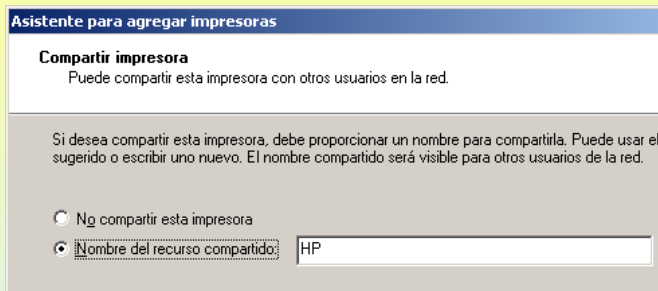 Asistente para agregar impresoras
Compartir impresora
Puede compartir esta impresora con otros usuarios en la red.
Si desea compartir esta impresora, debe proporcionar un nombre para compartirla. Puede usar el
sugerido o escribir uno nuevo. El nombre compartido será visible para otros usuarios de la red.
No compartir esta impresora
Nombre del recurso compartido: HP